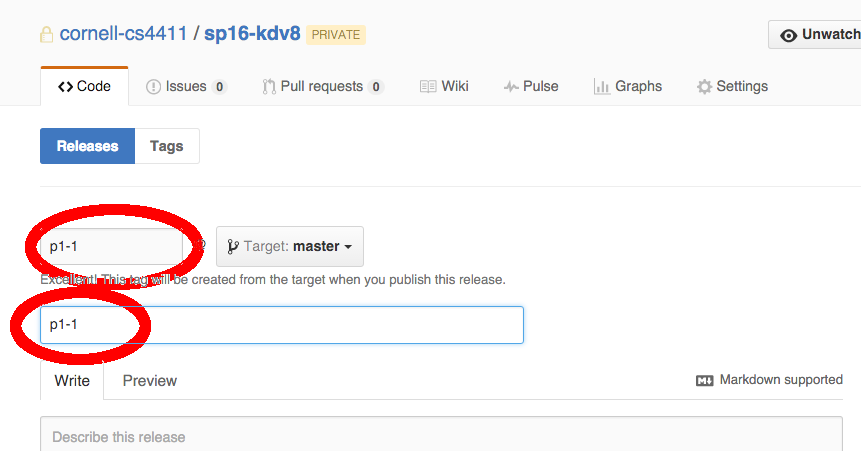 cornell-cs4411 / sp16-kdv8 PRIVATE
Unwatch
Code Issues 0 Pull requests 0 Wiki Pulse Graphs Settings
Releases Tags
p1-1 Target: master
Excellent! This tag will be created from the target when you publish this release.
p1-1
Write Preview Markdown supported
Describe this release